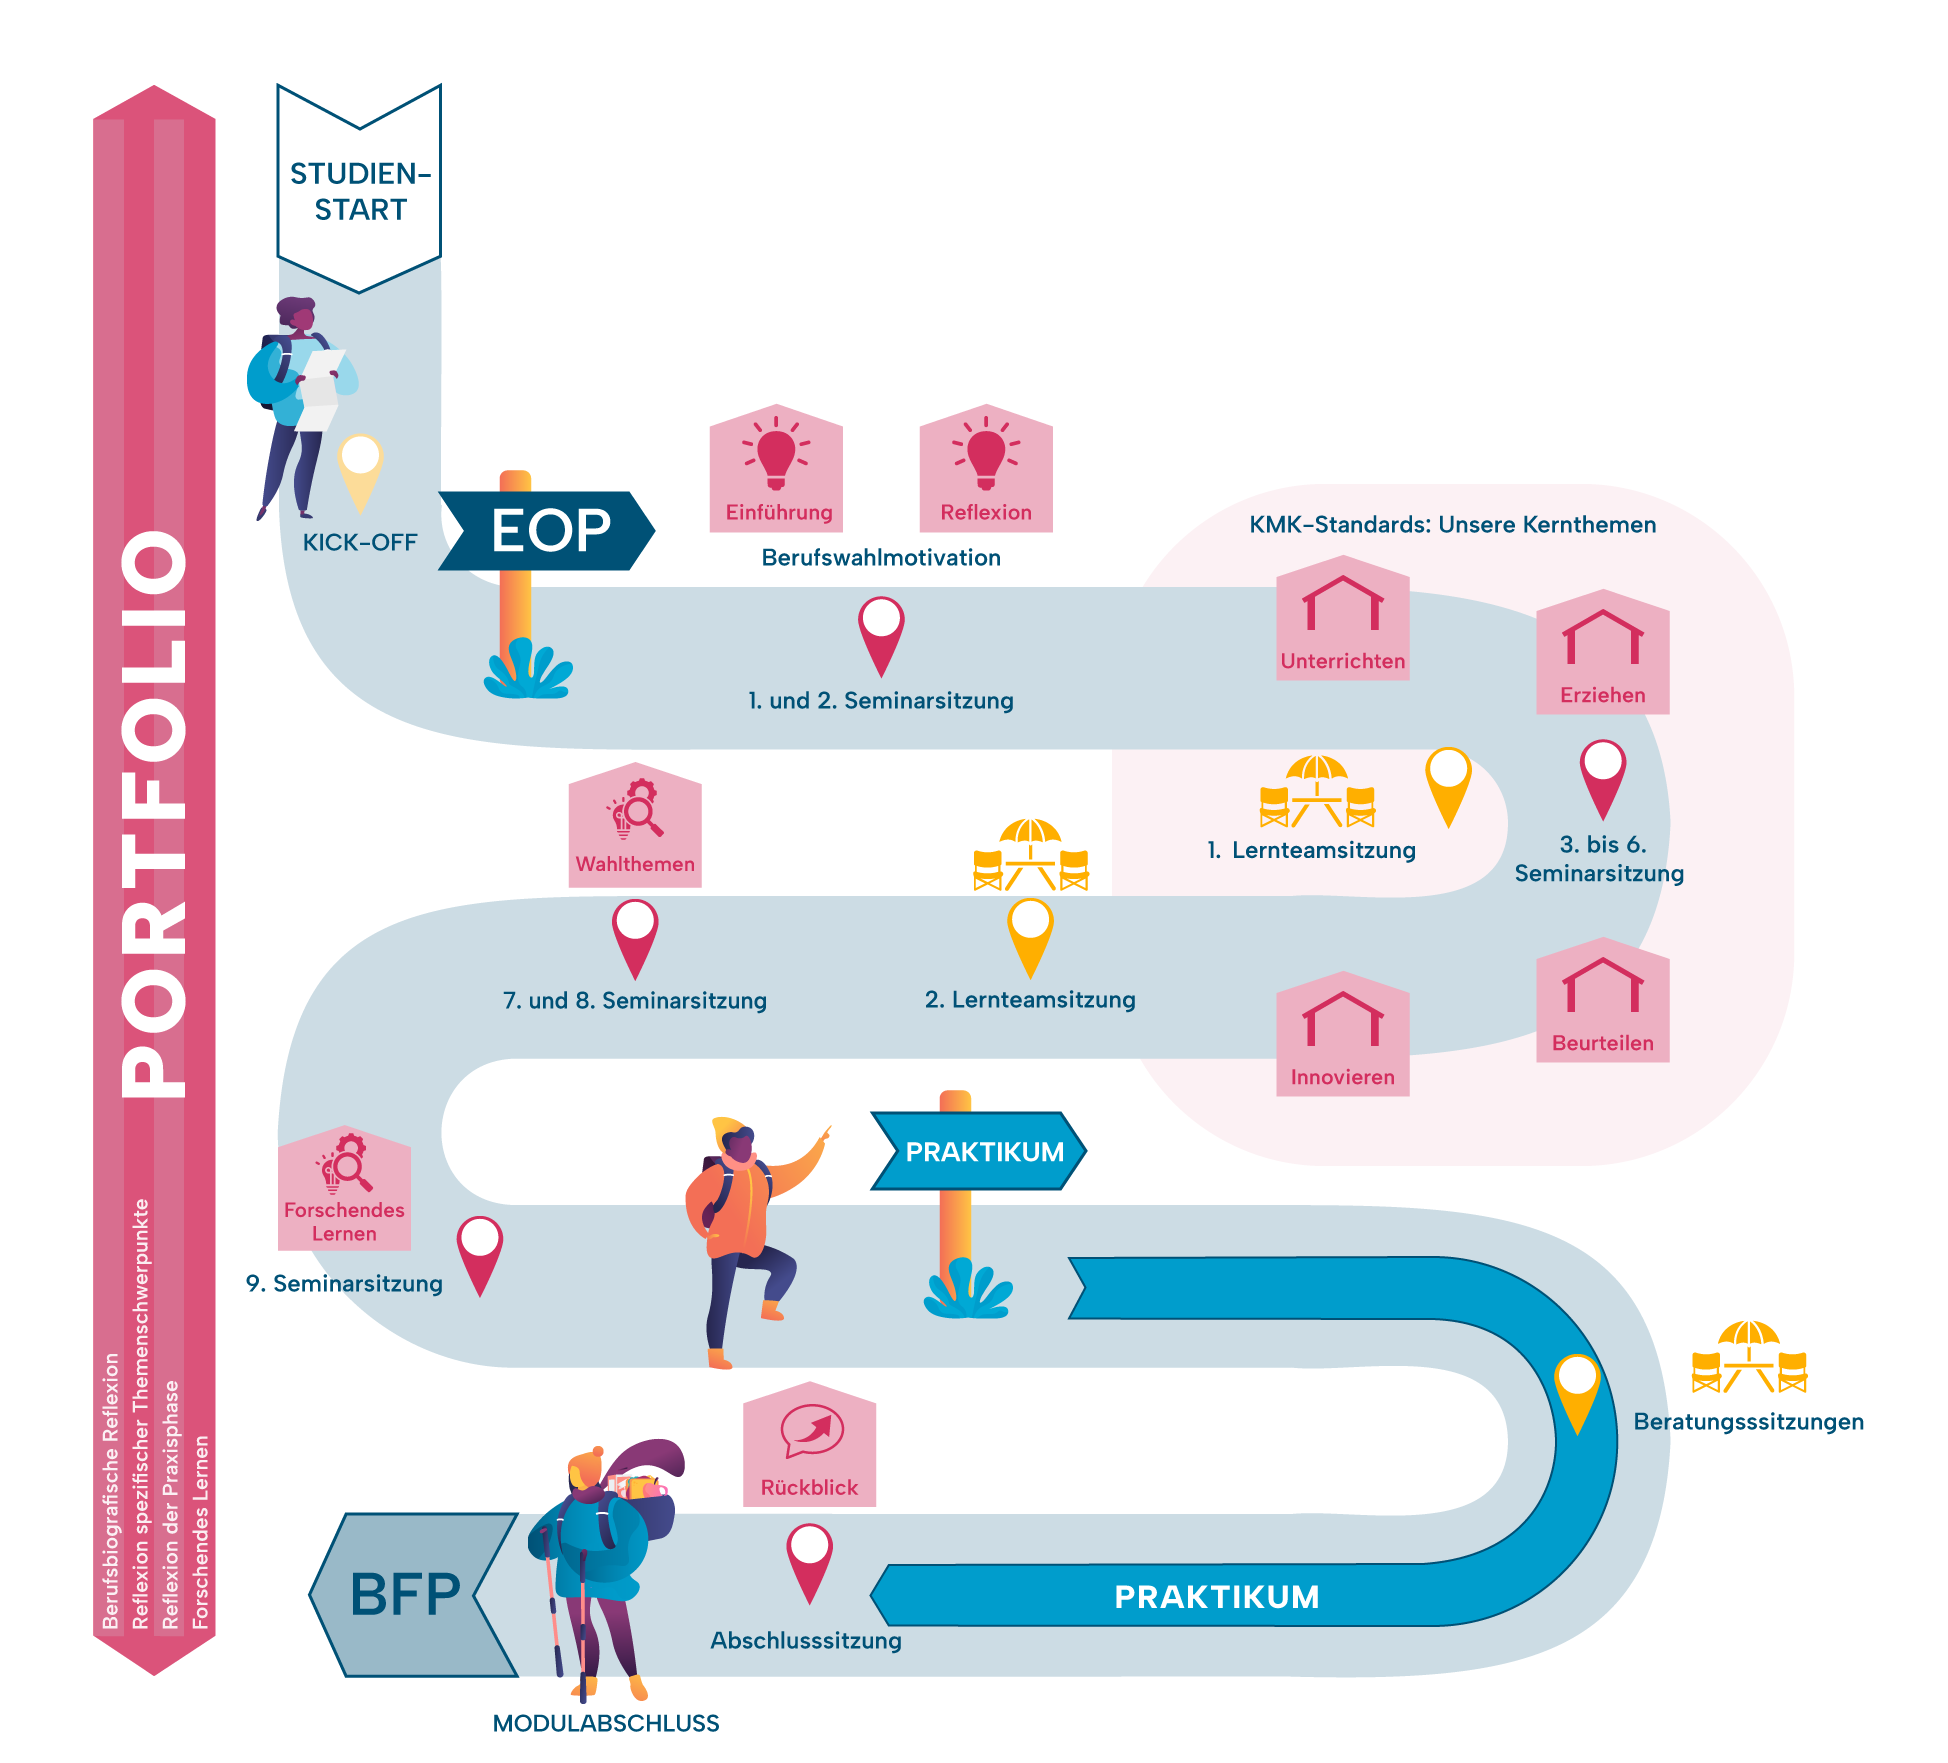 STUDIEN-
START
KICK-OFF
EOP
Einführung
Reflexion
Berufswahlmotivation
1. und 2. Seminarsitzung
KMK-Standards: Unsere Kernthemen
Unterrichten
Erziehen
1. Lernteamsitzung
3. bis 6.
Seminarsitzung
Wahlthemen
7. und 8. Seminarsitzung
2. Lernteamsitzung
Innovieren
Beurteilen
Forschendes
Lernen
9. Seminarsitzung
PRAKTIKUM
Beratungsssitzungen
Rückblick
PRAKTIKUM
Abschlusssitzung
BFP
MODULABSCHLUSS
PORTFOLIO
Berufsbiografische Reflexion
Reflexion spezifischer Themenschwerpunkte
Reflexion der Praxisphase
Forschendes Lernen